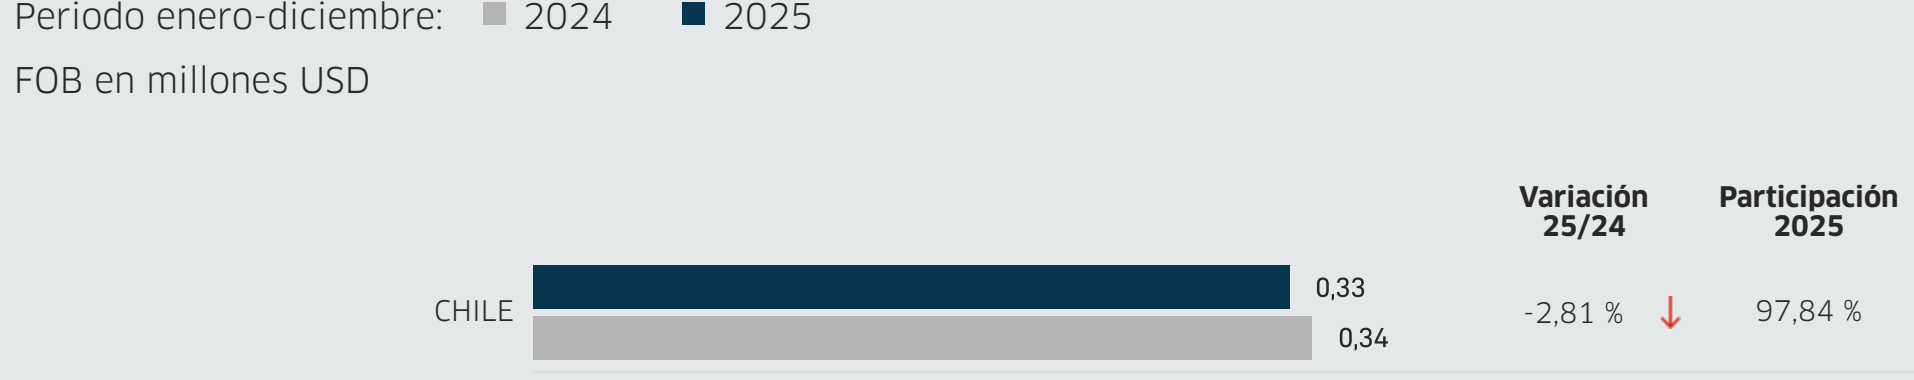 Periodo enero-diciembre: 2024 2025
FOB en millones USD
Variación Participación
25/24 2025
CHILE 0,33 -2,81 % 97,84 %
0,34